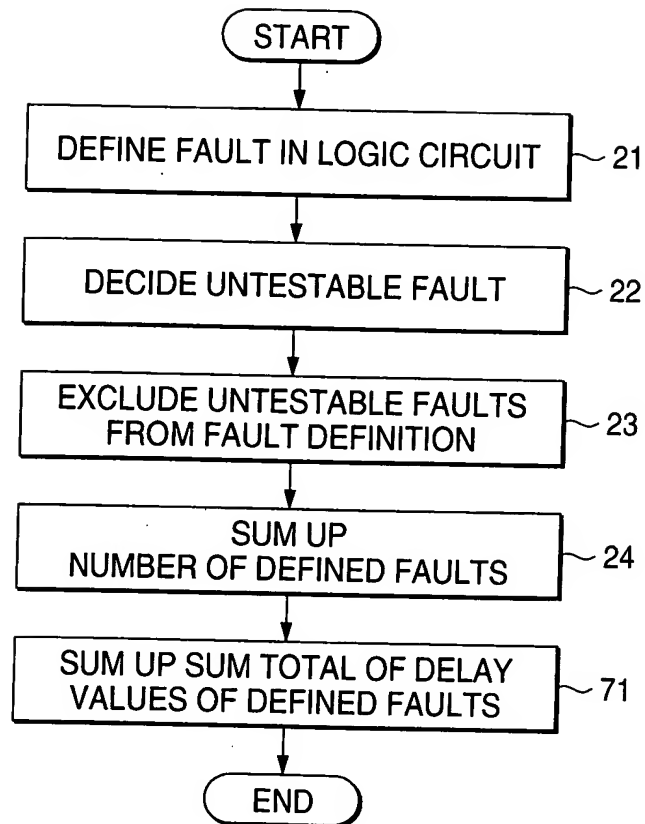 START
DEFINE FAULT IN LOGIC CIRCUIT
21
DECIDE UNTESTABLE FAULT
22
EXCLUDE UNTESTABLE FAULTS
FROM FAULT DEFINITION
23
SUM UP
NUMBER OF DEFINED FAULTS
24
SUM UP SUM TOTAL OF DELAY
VALUES OF DEFINED FAULTS
71
END